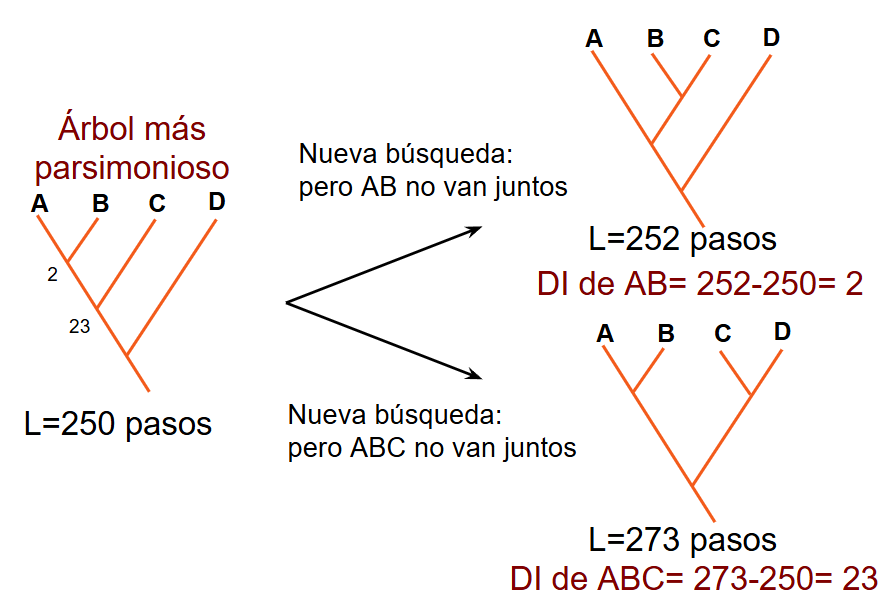 Árbol más
parsimonioso
A B C D
2
23
L=250 pasos
Nueva búsqueda:
pero AB no van juntos
A B C D
L=252 pasos
DI de AB= 252-250= 2
Nueva búsqueda:
pero ABC no van juntos
A B C D
L=273 pasos
DI de ABC= 273-250= 23